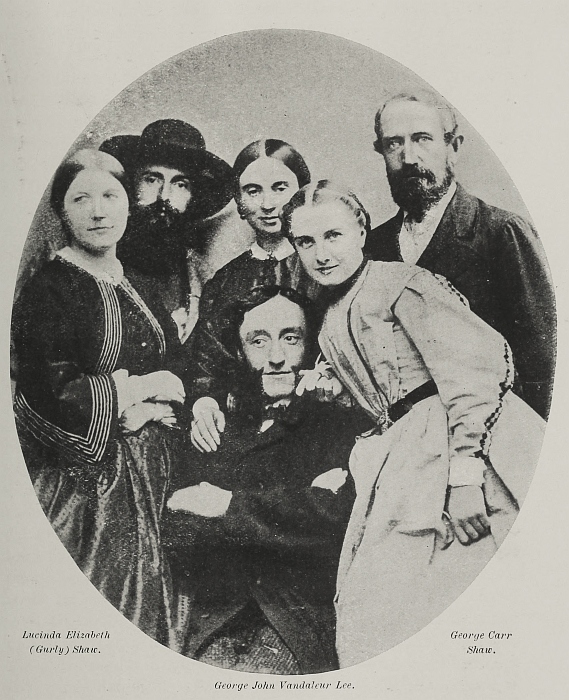 Lucinda Elizabeth
(Gurly) Shaw.
George Carr
Shaw.
George John Vandaleur Lee.